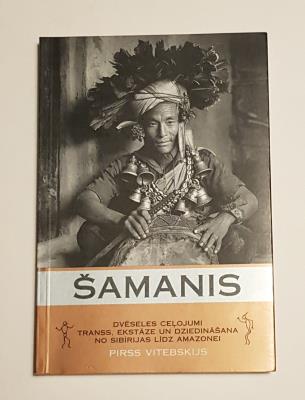 ŠAMANIS
DVĒSELES CEĻOJUMI
TRANSS, EKSTĀZE UN DZIEDINĀŠANA
NO SIBĪRIJAS LĪDZ AMAZONEI
PIRSS VITEBSKIJS